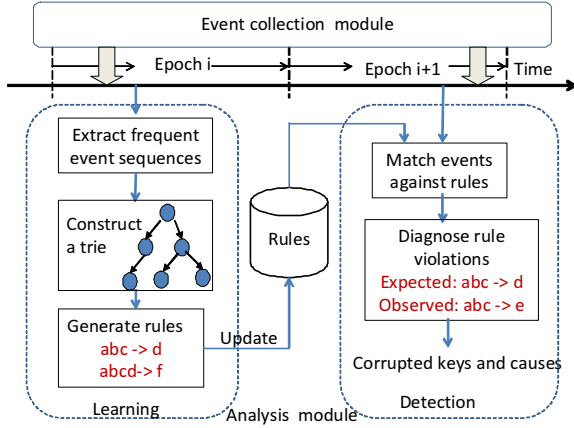 Event collection module
Epoch i
Epoch i+1
Time
Extract frequent
event sequences
Construct
a trie
Generate rules
abc -> d
abcd-> f
Learning
Update
Rules
Analysis module
Match events
against rules
Diagnose rule
violations
Expected: abc -> d
Observed: abc -> e
Corrupted keys and causes
Detection